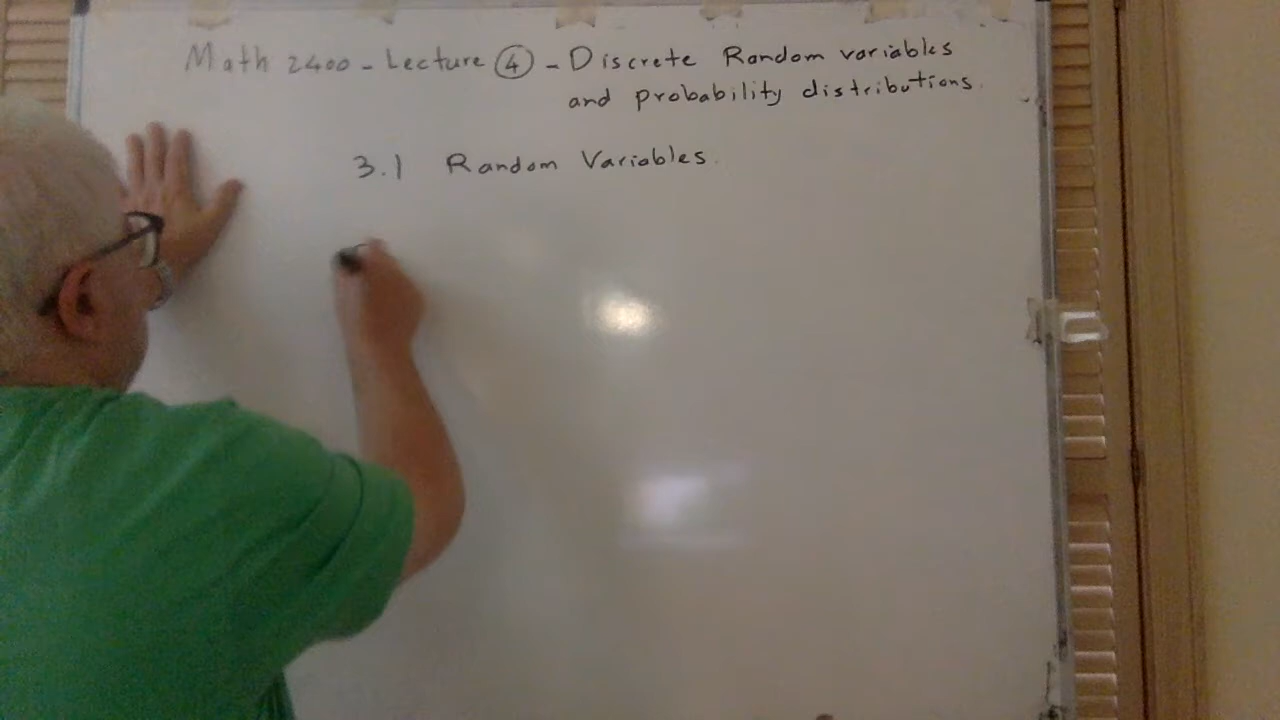 Math 2400 - Lecture ④ - Discrete Random variables
and probability distributions.
3.1 Random Variables.